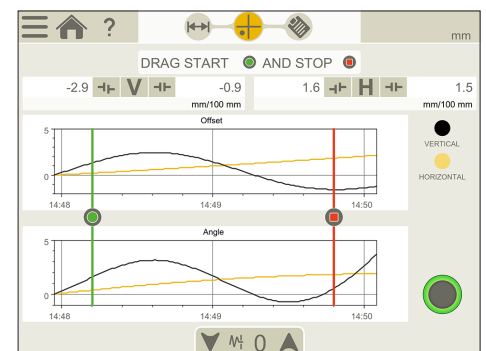 ?
mm
DRAG START AND STOP
-2.9 V -0.9
mm/100 mm
1.6 H 1.5
mm/100 mm
Offset
5
0
14:48 14:49 14:50
VERTICAL
HORIZONTAL
Angle
5
0
14:48 14:49 14:50
0